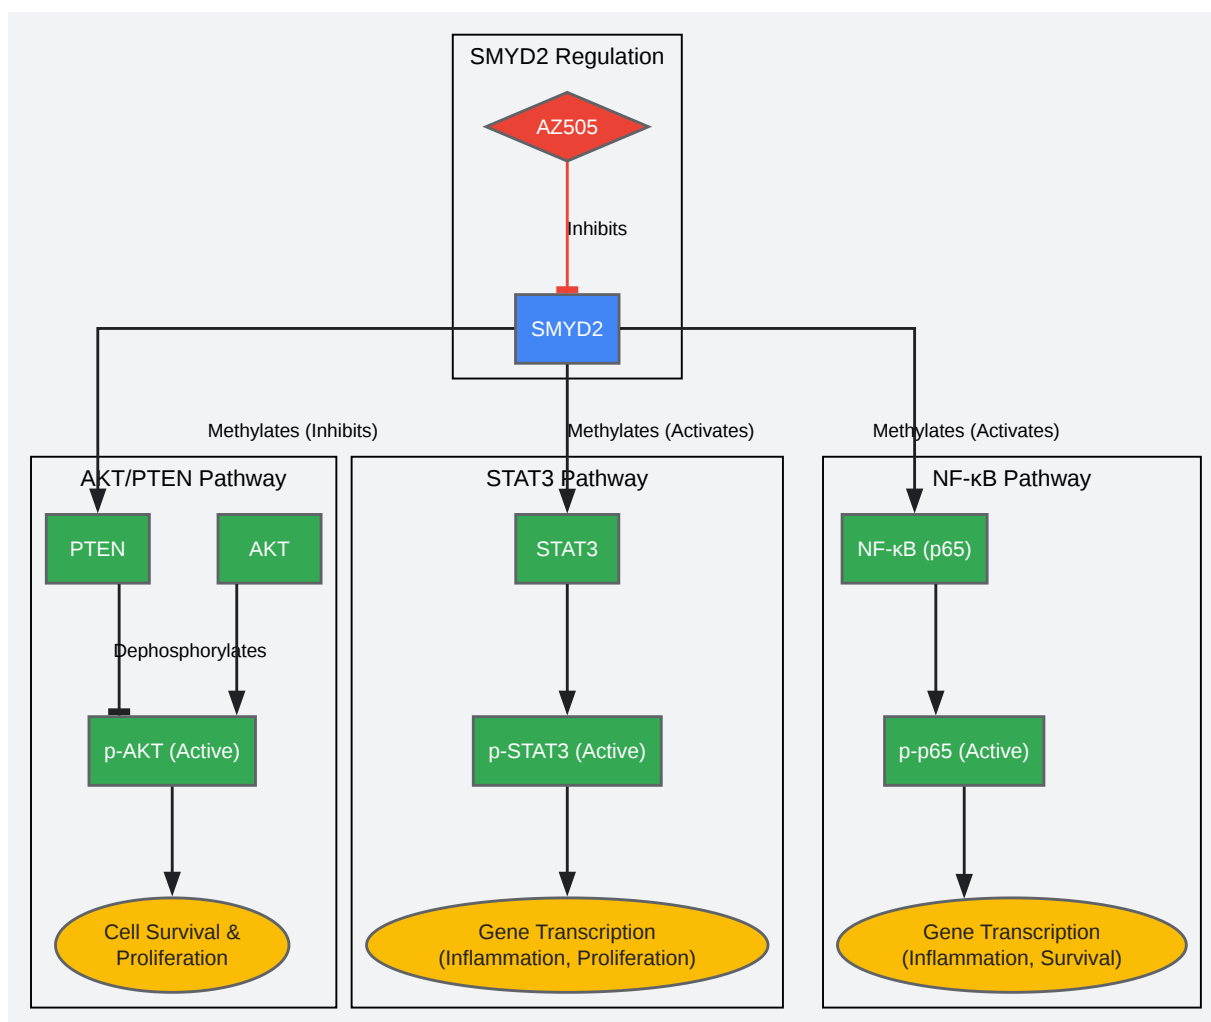 SMYD2 Regulation
AZ505
Inhibits
SMYD2
Methylates (Inhibits)
Methylates (Activates)
Methylates (Activates)
AKT/PTEN Pathway
STAT3 Pathway
NF-κB Pathway
PTEN
AKT
STAT3
NF-κB (p65)
Dephosphorylates
p-AKT (Active)
p-STAT3 (Active)
p-p65 (Active)
Cell Survival &
Proliferation
Gene Transcription
(Inflammation, Proliferation)
Gene Transcription
(Inflammation, Survival)